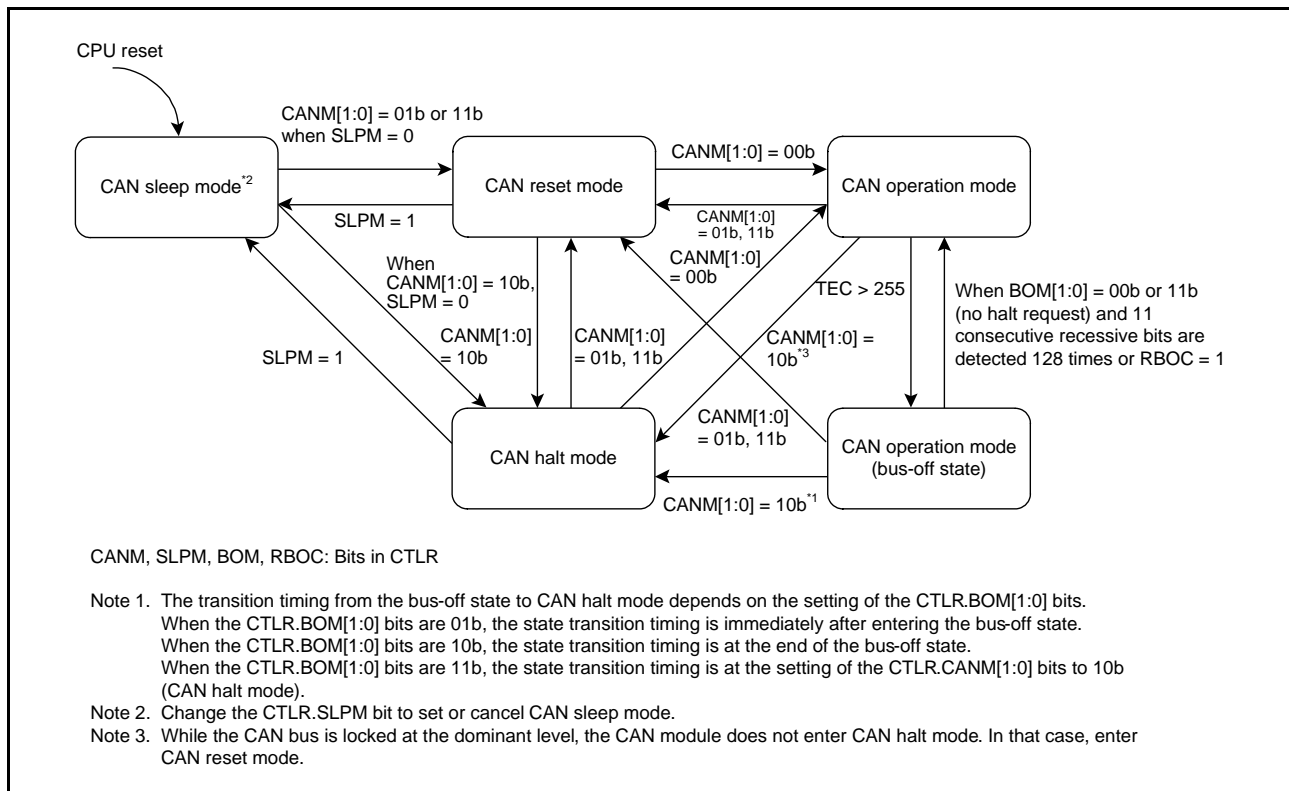 CPU reset
CANM[1:0] = 01b or 11b
when SLPM = 0
CANM[1:0] = 00b
CAN sleep mode*2
CAN reset mode
CAN operation mode
SLPM = 1
CANM[1:0]
= 01b, 11b
When
CANM[1:0] = 10b,
SLPM = 0
CANM[1:0]
= 00b
TEC > 255
When BOM[1:0] = 00b or 11b
(no halt request) and 11
consecutive recessive bits are
detected 128 times or RBOC = 1
SLPM = 1
CANM[1:0]
= 10b
CANM[1:0]
= 01b, 11b
CANM[1:0] =
10b*3
CANM[1:0]
= 01b, 11b
CAN halt mode
CAN operation mode
(bus-off state)
CANM[1:0] = 10b*1
CANM, SLPM, BOM, RBOC: Bits in CTLR
Note 1. The transition timing from the bus-off state to CAN halt mode depends on the setting of the CTLR.BOM[1:0] bits.
When the CTLR.BOM[1:0] bits are 01b, the state transition timing is immediately after entering the bus-off state.
When the CTLR.BOM[1:0] bits are 10b, the state transition timing is at the end of the bus-off state.
When the CTLR.BOM[1:0] bits are 11b, the state transition timing is at the setting of the CTLR.CANM[1:0] bits to 10b
(CAN halt mode).
Note 2. Change the CTLR.SLPM bit to set or cancel CAN sleep mode.
Note 3. While the CAN bus is locked at the dominant level, the CAN module does not enter CAN halt mode. In that case, enter
CAN reset mode.